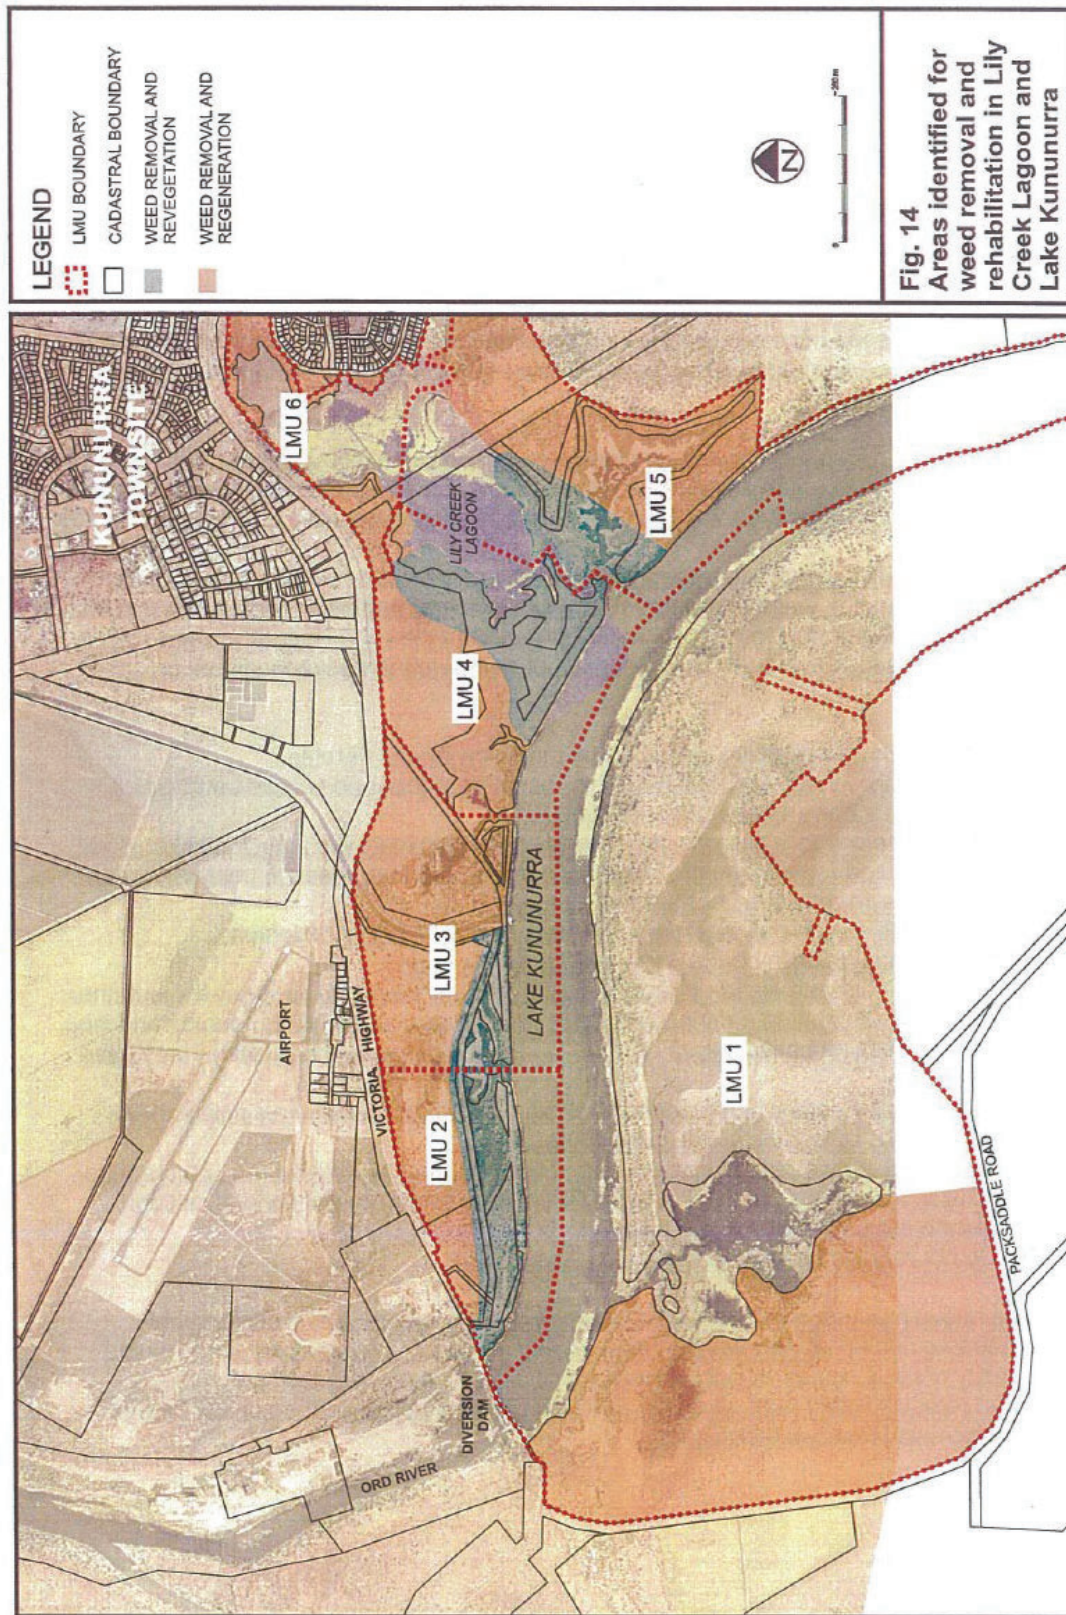 LEGEND
LMU BOUNDARY
CADASTRAL BOUNDARY
WEED REMOVAL AND
REVEGETATION
WEED REMOVAL AND
REGENERATION
N
0
Fig. 14
Areas identified for
weed removal and
rehabilitation in Lily
Creek Lagoon and
Lake Kununurra
KUNUNURRA
TOWNSITE
LMU 6
LILY CREEK
LAGOON
LMU 5
LMU 4
LMU 3
LAKE KUNUNURRA
AIRPORT
VICTORIA HIGHWAY
LMU 2
LMU 1
DIVERSION
DAM
ORD RIVER
PACKSADDLE ROAD